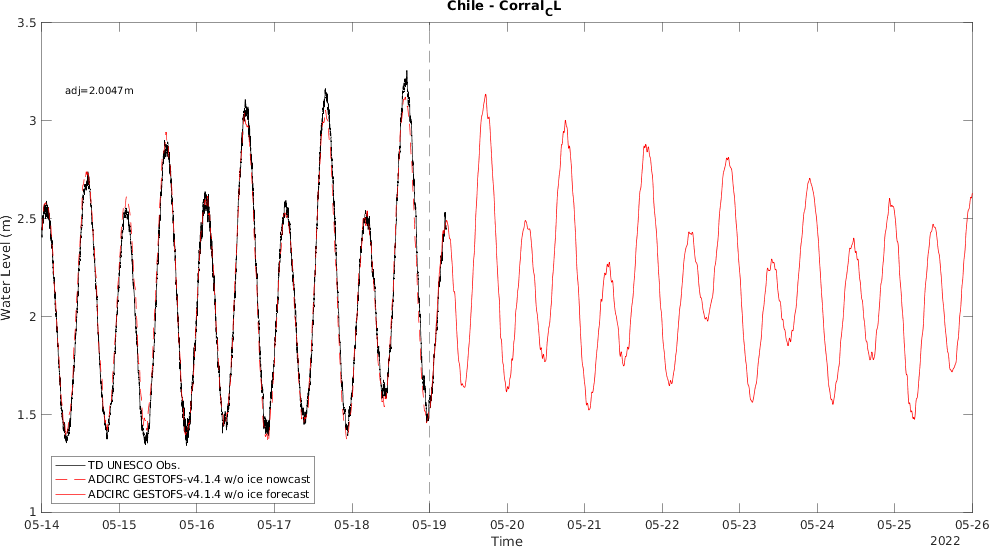 Chile - Corral_CL
adj=2.0047m
3.5
3
2.5
2
1.5
1
Water Level (m)
TD UNESCO Obs.
ADCIRC GESTOFS-v4.1.4 w/o ice nowcast
ADCIRC GESTOFS-v4.1.4 w/o ice forecast
05-14 05-15 05-16 05-17 05-18 05-19 05-20 05-21 05-22 05-23 05-24 05-25 05-26
Time
2022